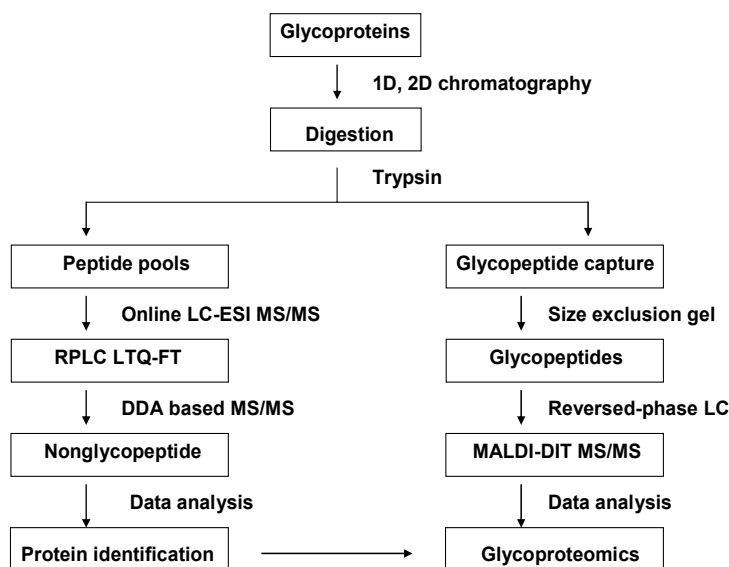 Glycoproteins
1D, 2D chromatography
Digestion
Trypsin
Peptide pools
Glycopeptide capture
Online LC-ESI MS/MS
Size exclusion gel
RPLC LTQ-FT
Glycopeptides
DDA based MS/MS
Reversed-phase LC
Nonglycopeptide
MALDI-DIT MS/MS
Data analysis
Data analysis
Protein identification
Glycoproteomics